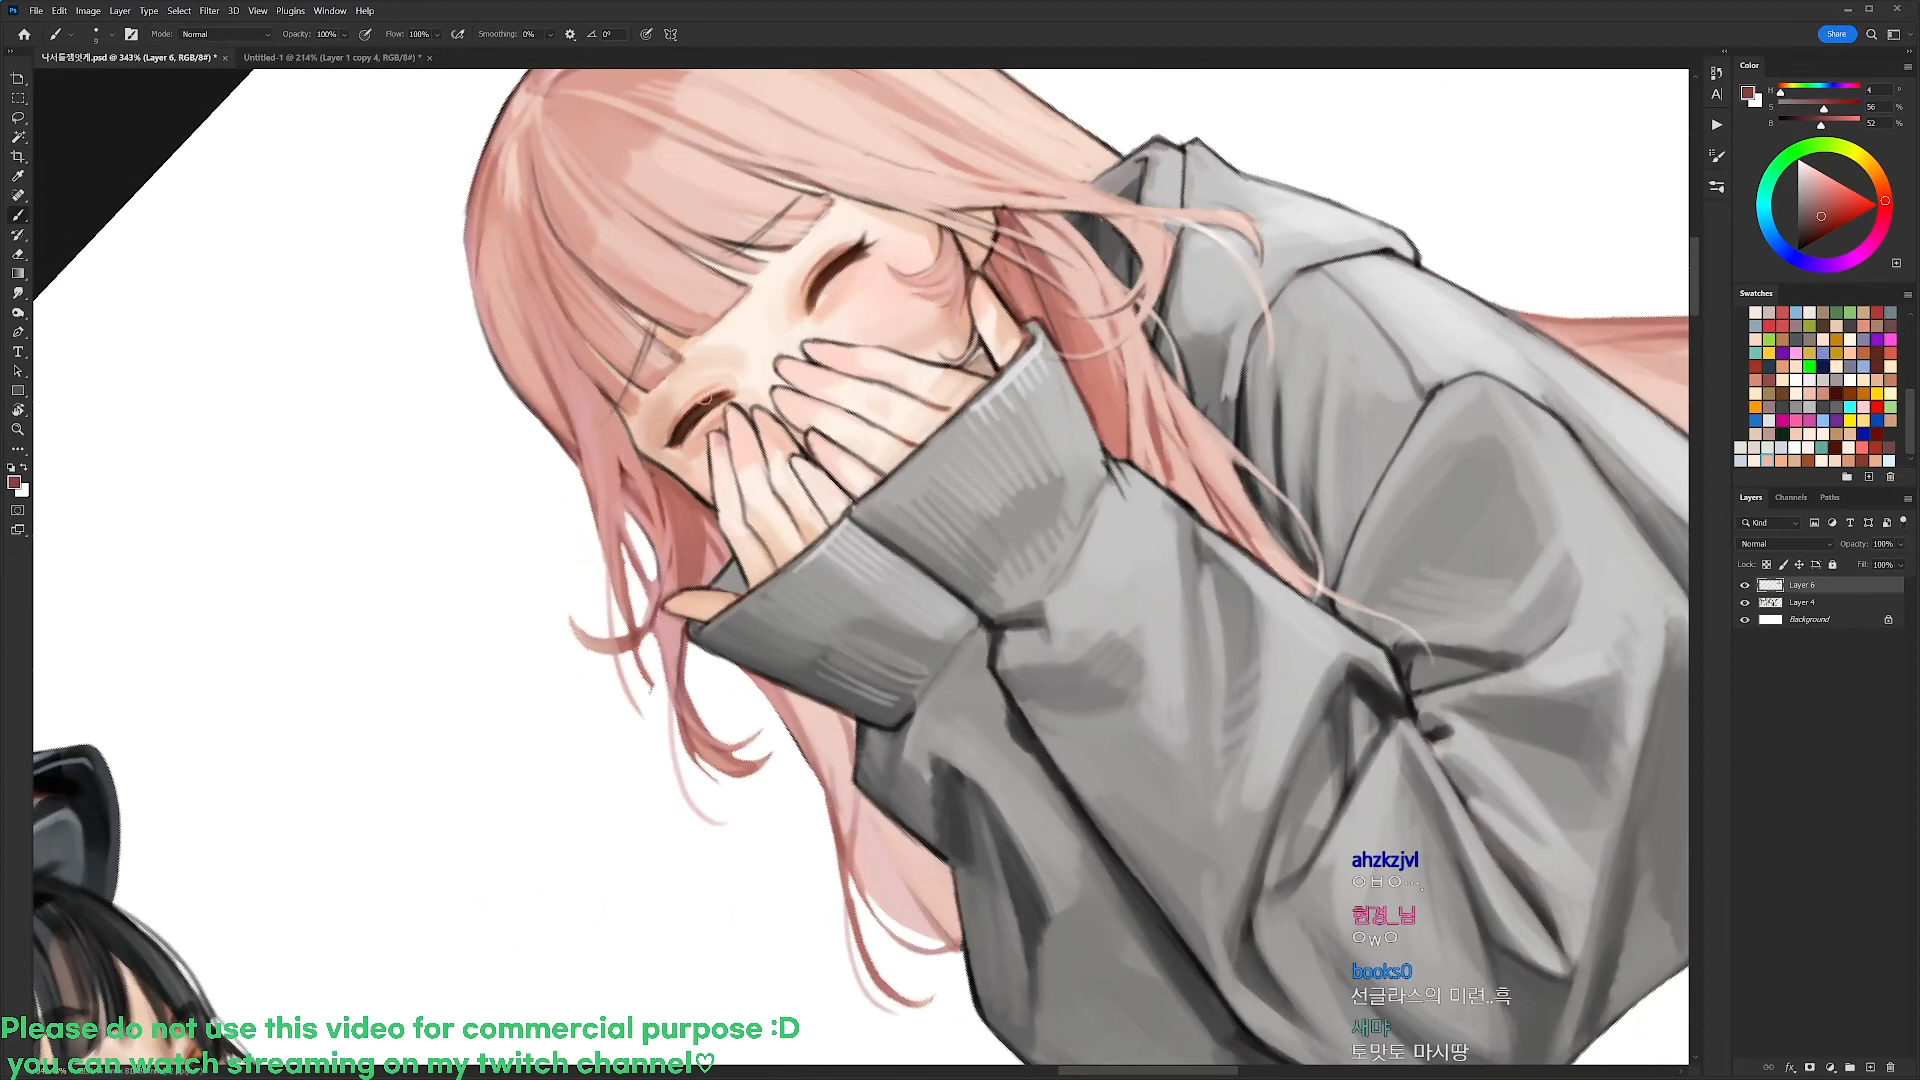 File Edit Image Layer Type Select Filter 3D View Plugins Window Help
Mode: Normal Opacity: 100% Flow: 100% Smoothing: 0% 0° Share
나서들잼멋게.psd @ 343% (Layer 6, RGB/8#) * Untitled-1 @ 214% (Layer 1 copy 4, RGB/8#) *
Color
H 4 °
S 56 %
B 52 %
Swatches
Layers Channels Paths
Kind
Normal Opacity: 100%
Lock: Fill: 100%
Layer 6
Layer 4
Background
ahzkzjvl
ㅇㅂㅇ...
현경_님
ㅇwㅇ
books0
선글라스의 미련..흑
새먀
토맛토 마시땅
Please do not use this video for commercial purpose :D
you can watch streaming on my twitch channel♡